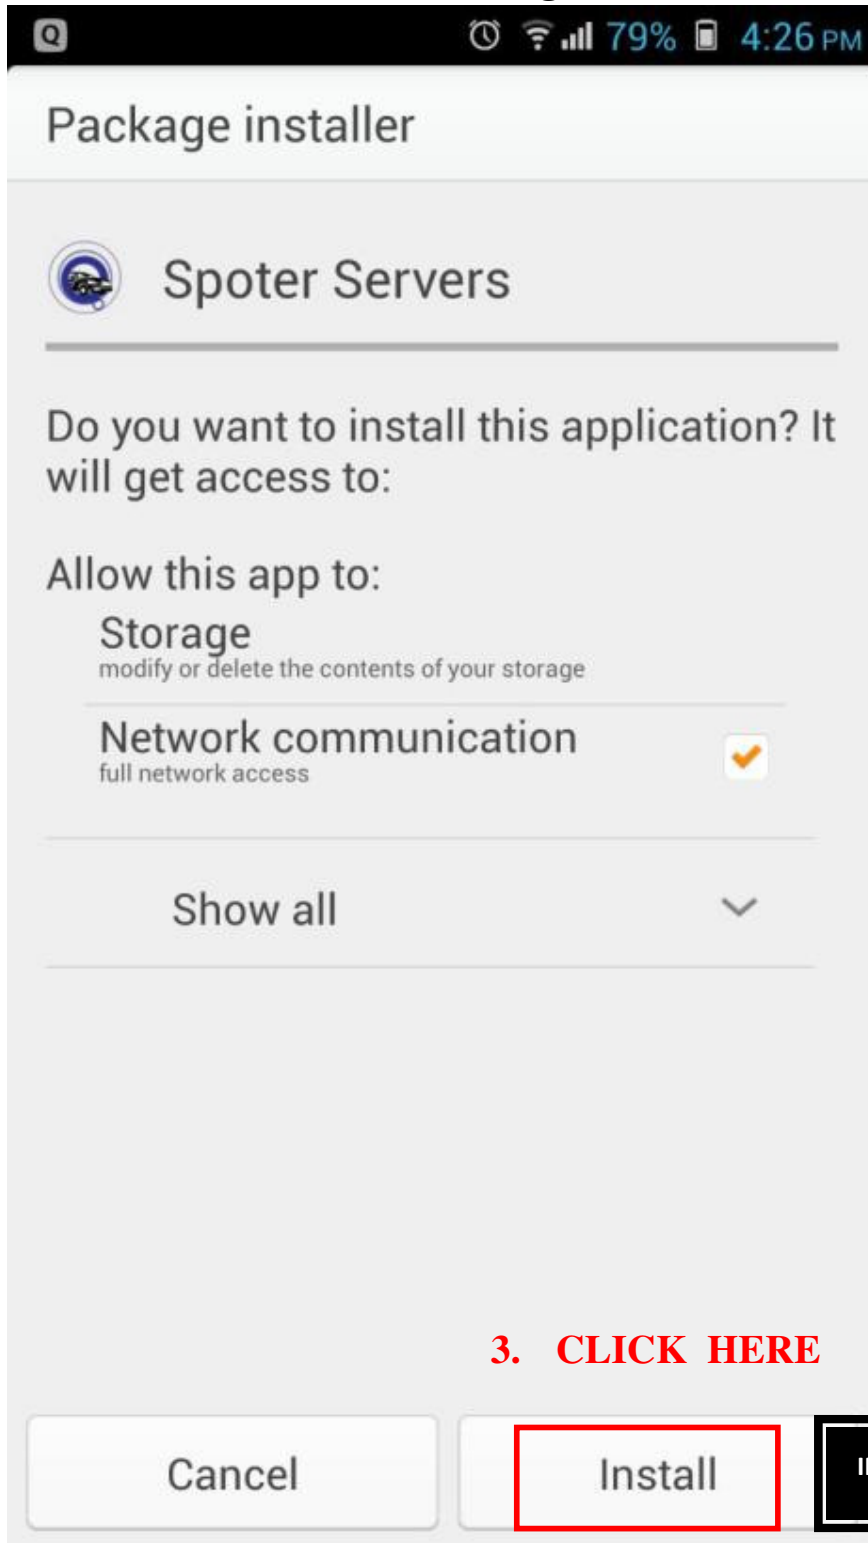 Q 79% 4:26 PM
Package installer
Spoter Servers
Do you want to install this application? It
will get access to:
Allow this app to:
Storage
modify or delete the contents of your storage
Network communication
full network access
Show all
3. CLICK HERE
Cancel
Install